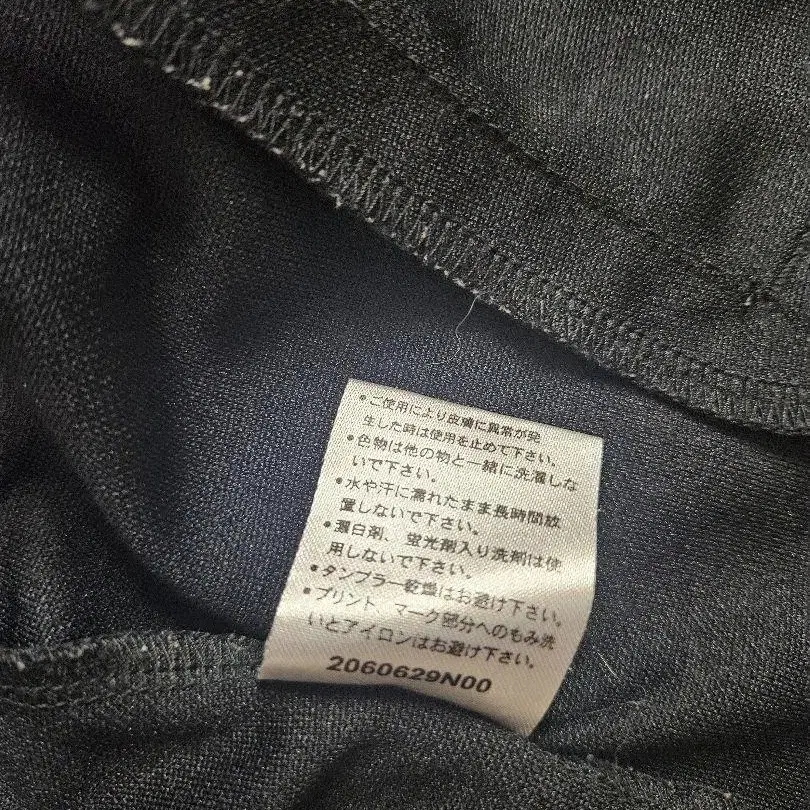 •ご使用により皮膚に異常が発
生した時は使用を止めて下さい。
•色物は他の物と一緒に洗濯しな
いで下さい。
•水や汗に濡れたまま長時間放
置しないで下さい。
•漂白剤、蛍光剤入り洗剤は使
用しないで下さい。
•タンブラー乾燥はお避け下さい。
•プリント、マーク部分へのもみ洗
いとアイロンはお避け下さい。
2060629N00